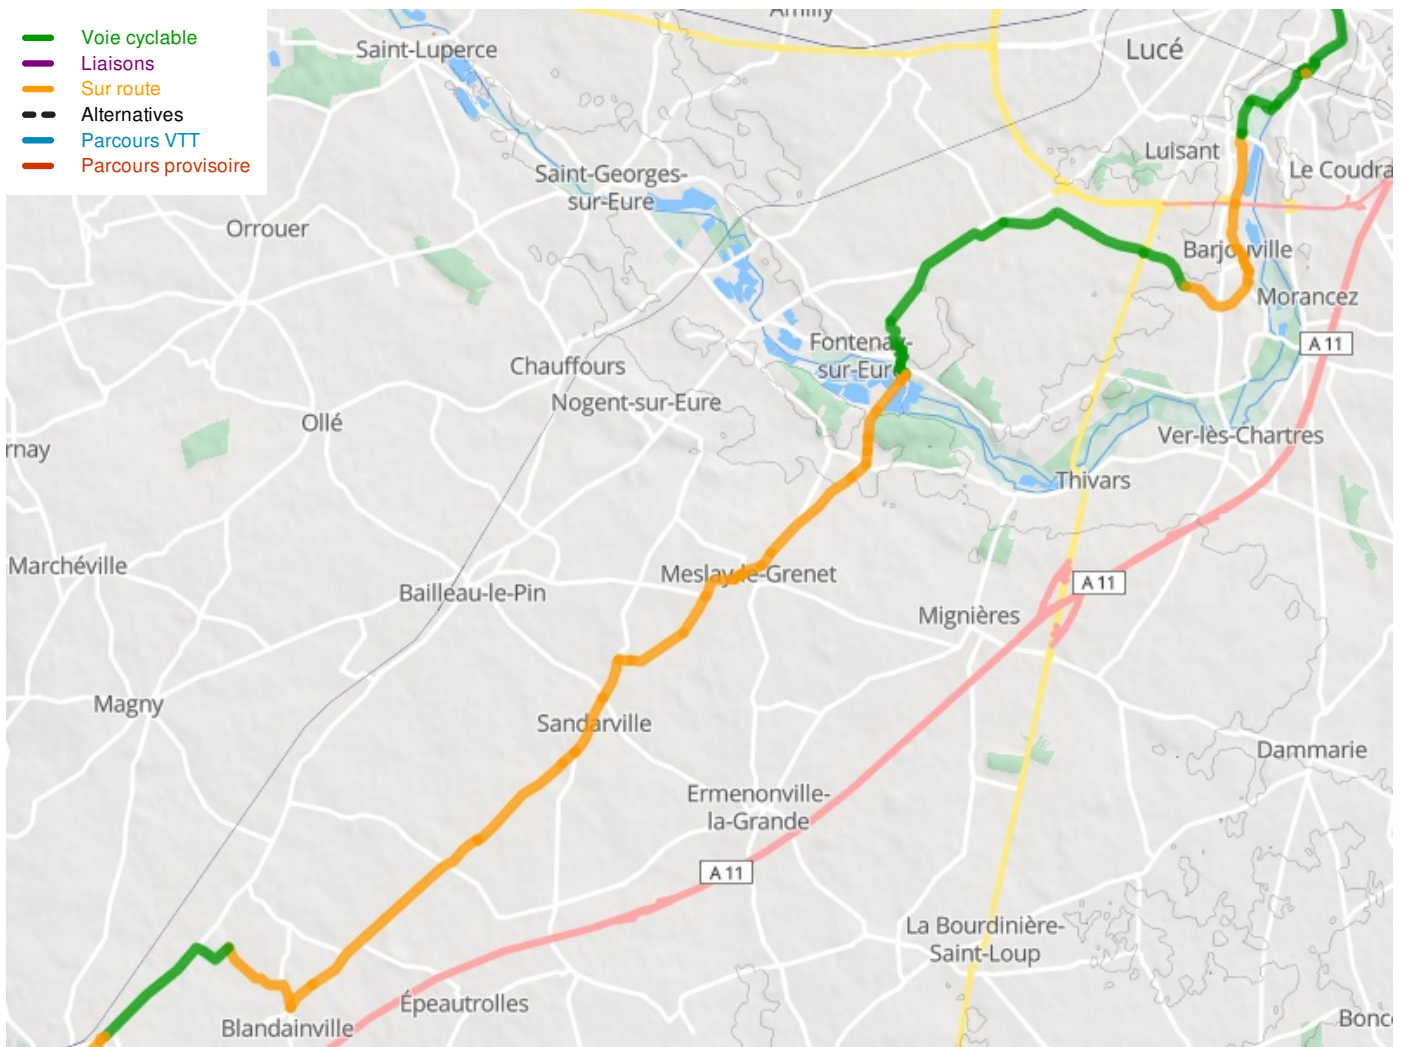 Voie cyclable
Liaisons
Sur route
Alternatives
Parcours VTT
Parcours provisoire
Amilly
Saint-Luperce
Lucé
Luisant
Le Coudra
Saint-Georges-
sur-Eure
Orrouer
Barjouville
Morancez
A 11
Fontenay-
sur-Eure
Chauffours
Nogent-sur-Eure
Ollé
Ver-lès-Chartres
rnay
Thivars
Marchéville
Meslay-le-Grenet
A 11
Bailleau-le-Pin
Mignières
Magny
Sandarville
Dammarie
Ermenonville-
la-Grande
A 11
La Bourdinière-
Saint-Loup
Épeautrolles
Blandainville
Bonc